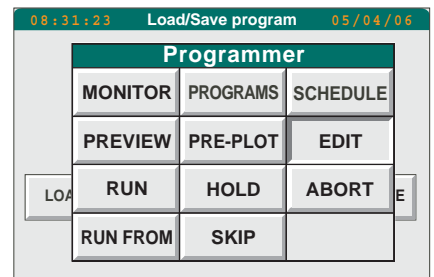 08:31:23 Load/Save program 05/04/06
Programmer
MONITOR PROGRAMS SCHEDULE
PREVIEW PRE-PLOT EDIT
LOA RUN HOLD ABORT E
RUN FROM SKIP